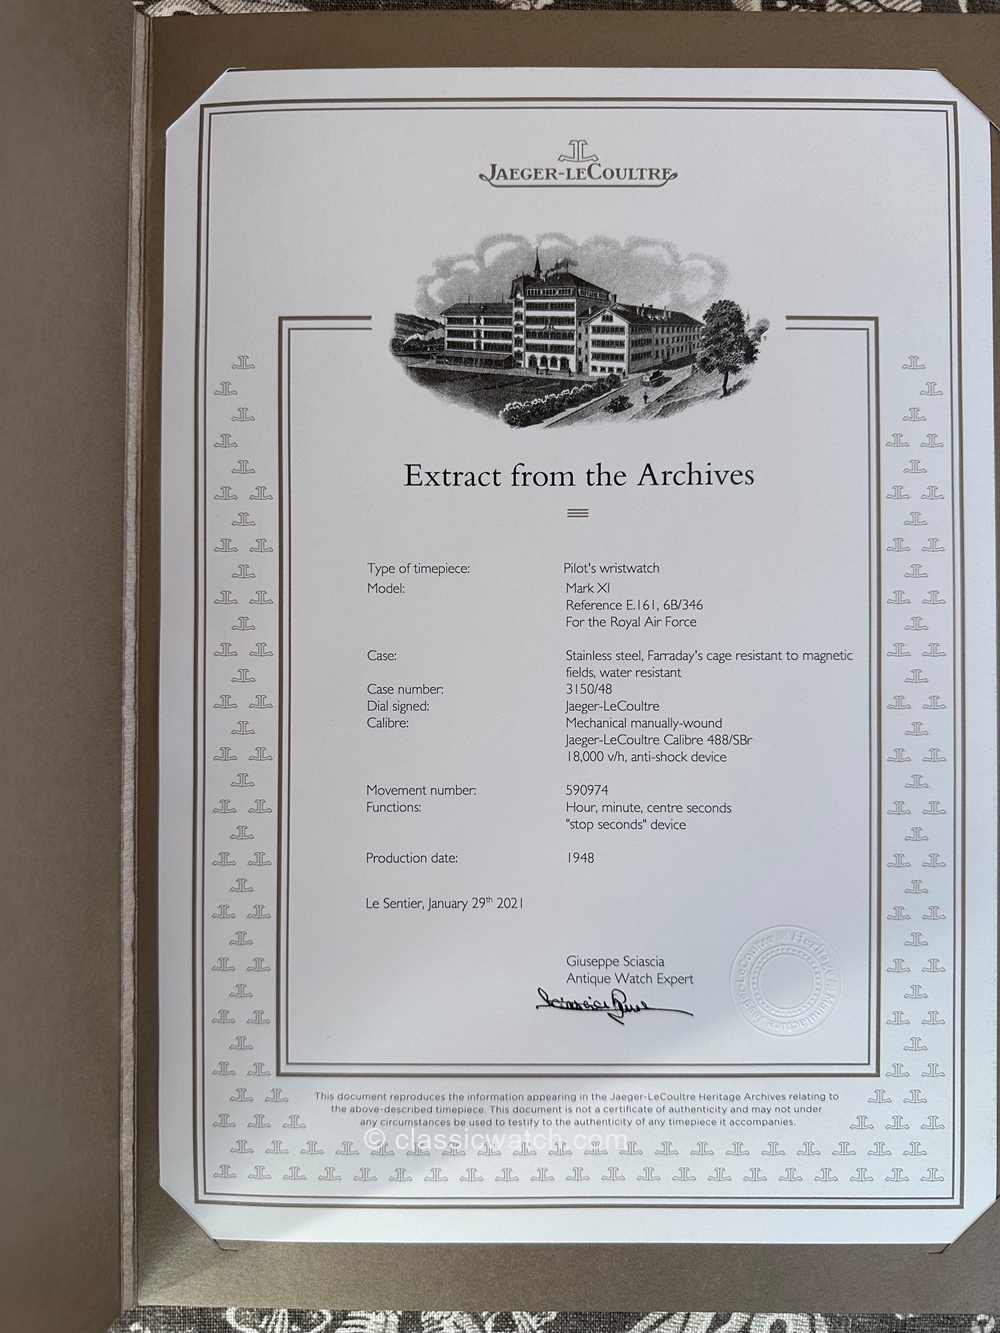 JAEGER-LECOULTRE
Extract from the Archives
Type of timepiece: Pilot's wristwatch
Model: Mark XI
Reference E.161, 6B/346
For the Royal Air Force
Case: Stainless steel, Farraday's cage resistant to magnetic
fields, water resistant
Case number: 3150/48
Dial signed: Jaeger-LeCoultre
Calibre: Mechanical manually-wound
Jaeger-LeCoultre Calibre 488/SBr
18,000 v/h, anti-shock device
Movement number: 590974
Functions: Hour, minute, centre seconds
"stop seconds" device
Production date: 1948
Le Sentier, January 29th 2021
Giuseppe Sciascia
Antique Watch Expert
This document reproduces the information appearing in the Jaeger-LeCoultre Heritage Archives relating to
the above-described timepiece. This document is not a certificate of authenticity and may not under
any circumstances be used to testify to the authenticity of any timepiece it accompanies.
© classicwatch.com